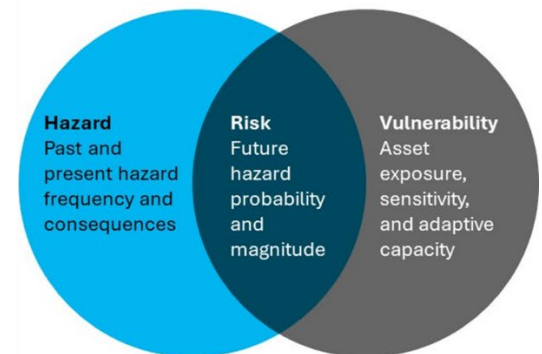 Hazard
Past and
present hazard
frequency and
consequences
Risk
Future
hazard
probability
and
magnitude
Vulnerability
Asset
exposure,
sensitivity,
and adaptive
capacity